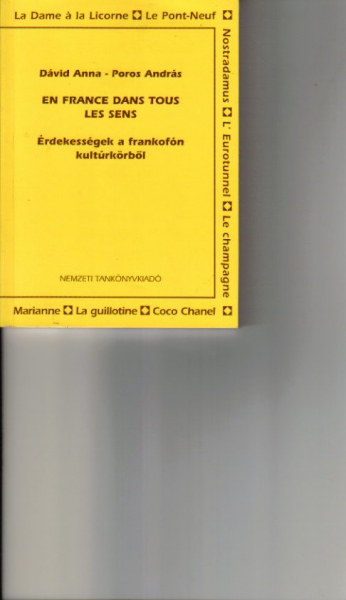 La Dame à la Licorne ✪ Le Pont-Neuf ✪
Nostradamus ✪ L' Eurotunnel ✪ Le champagne ✪
Dávid Anna - Poros András
EN FRANCE DANS TOUS
LES SENS
Érdekességek a frankofón
kultúrkörből
NEMZETI TANKÖNYVKIADÓ
Marianne ✪ La guillotine ✪ Coco Chanel ✪